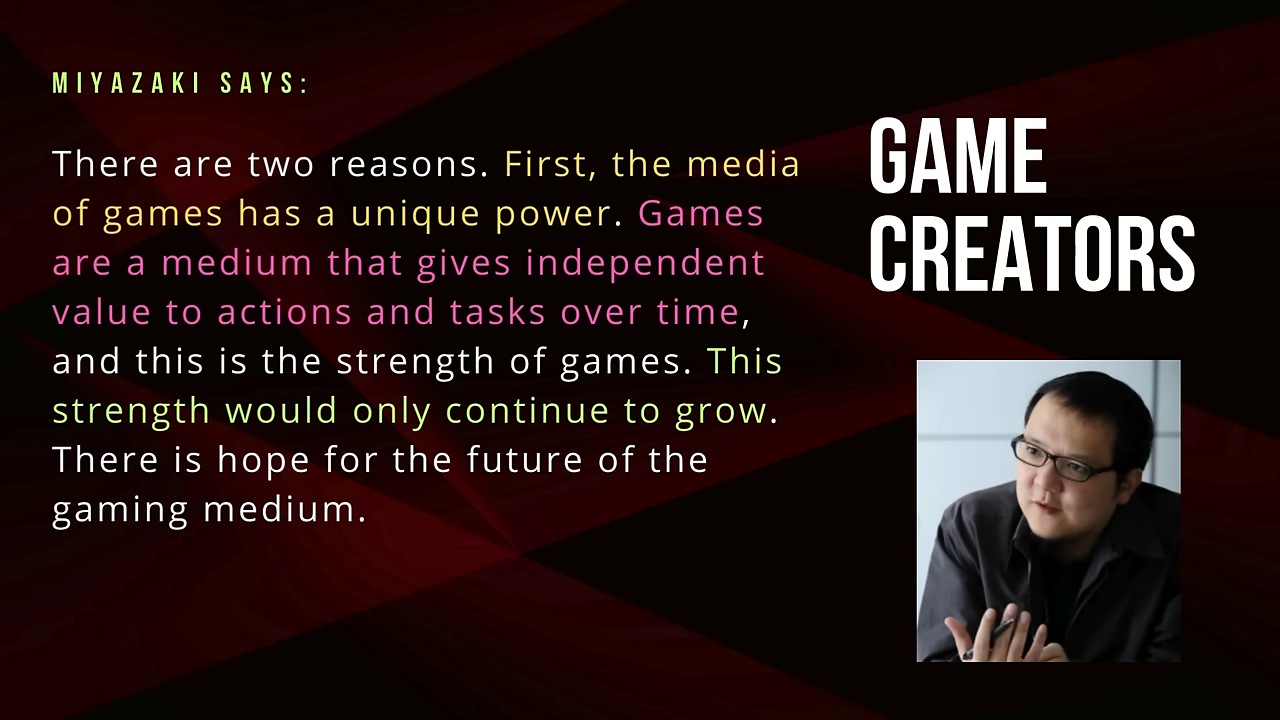 MIYAZAKI SAYS:
There are two reasons. First, the media
of games has a unique power. Games
are a medium that gives independent
value to actions and tasks over time,
and this is the strength of games. This
strength would only continue to grow.
There is hope for the future of the
gaming medium.
GAME
CREATORS